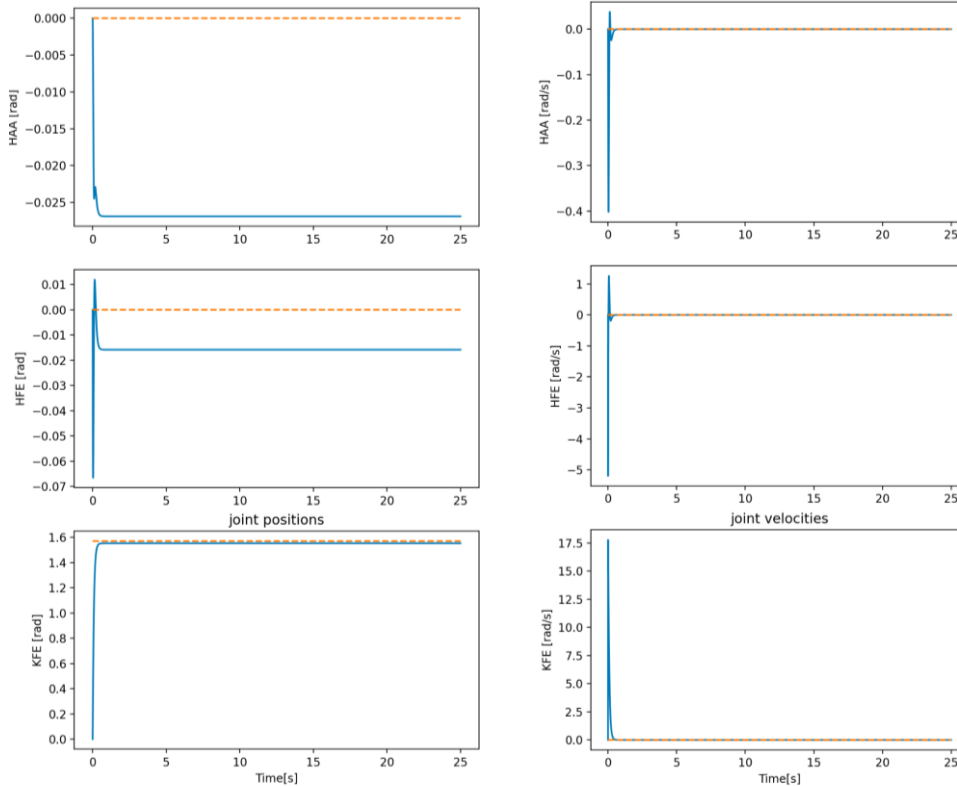 0.000
−0.005
−0.010
−0.015
−0.020
−0.025
HAA [rad]
0 5 10 15 20 25
0.0
−0.1
−0.2
−0.3
−0.4
HAA [rad/s]
0 5 10 15 20 25
0.01
0.00
−0.01
−0.02
−0.03
−0.04
−0.05
−0.06
−0.07
HFE [rad]
0 5 10 15 20 25
1
0
−1
−2
−3
−4
−5
HFE [rad/s]
0 5 10 15 20 25
joint positions
1.6
1.4
1.2
1.0
0.8
0.6
0.4
0.2
0.0
KFE [rad]
0 5 10 15 20 25
Time[s]
joint velocities
17.5
15.0
12.5
10.0
7.5
5.0
2.5
0.0
KFE [rad/s]
0 5 10 15 20 25
Time[s]